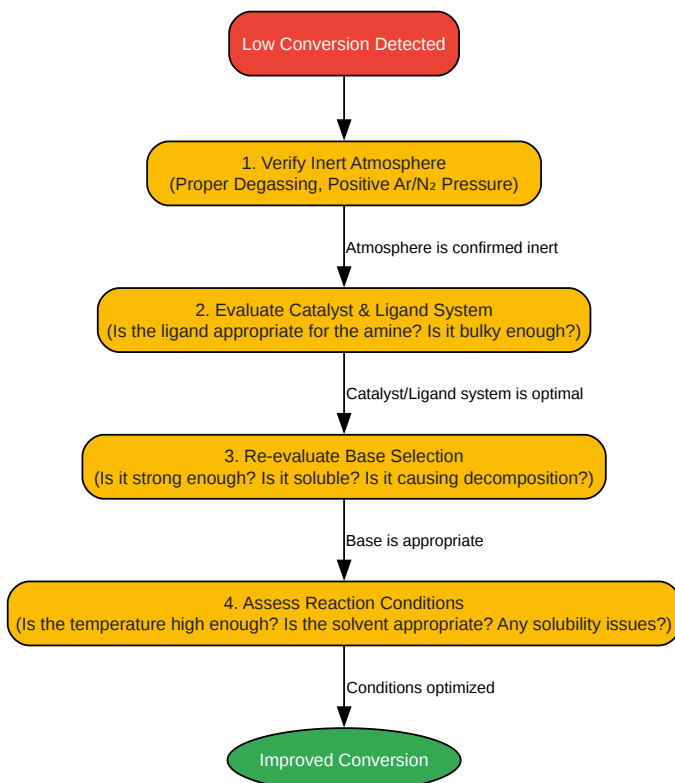 Low Conversion Detected
1. Verify Inert Atmosphere
(Proper Degassing, Positive Ar/N₂ Pressure)
Atmosphere is confirmed inert
2. Evaluate Catalyst & Ligand System
(Is the ligand appropriate for the amine? Is it bulky enough?)
Catalyst/Ligand system is optimal
3. Re-evaluate Base Selection
(Is it strong enough? Is it soluble? Is it causing decomposition?)
Base is appropriate
4. Assess Reaction Conditions
(Is the temperature high enough? Is the solvent appropriate? Any solubility issues?)
Conditions optimized
Improved Conversion